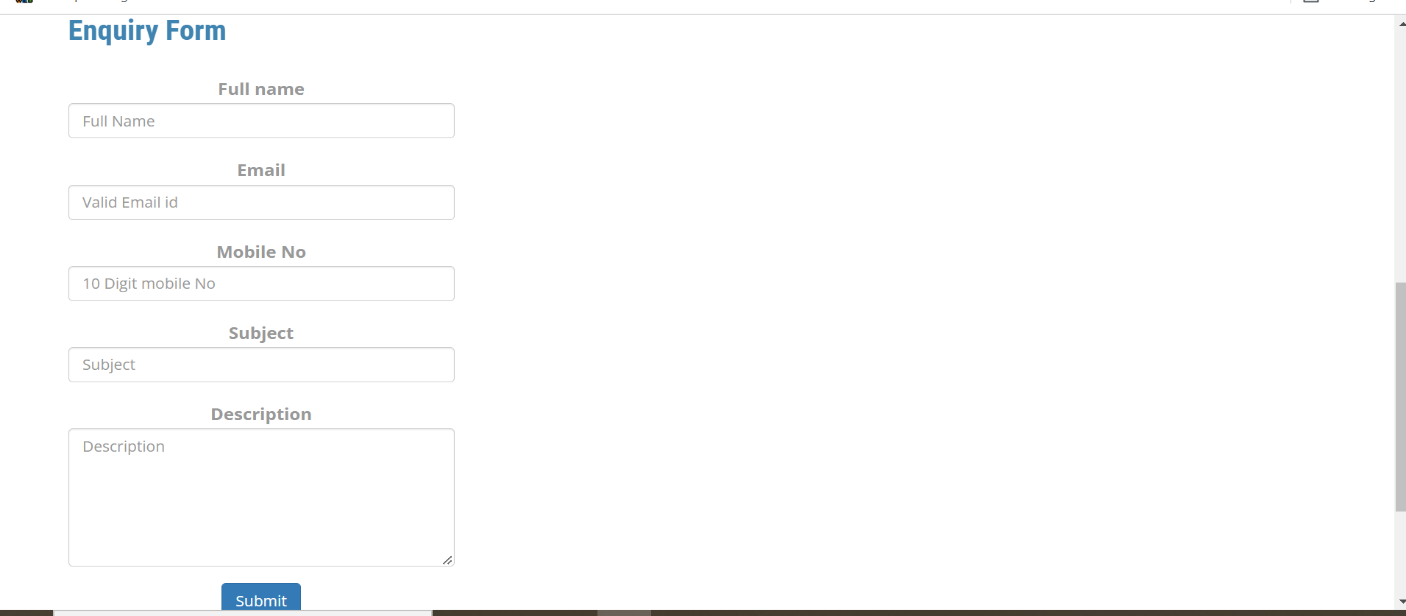 Enquiry Form
Full name
Full Name
Email
Valid Email id
Mobile No
10 Digit mobile No
Subject
Subject
Description
Description
Submit